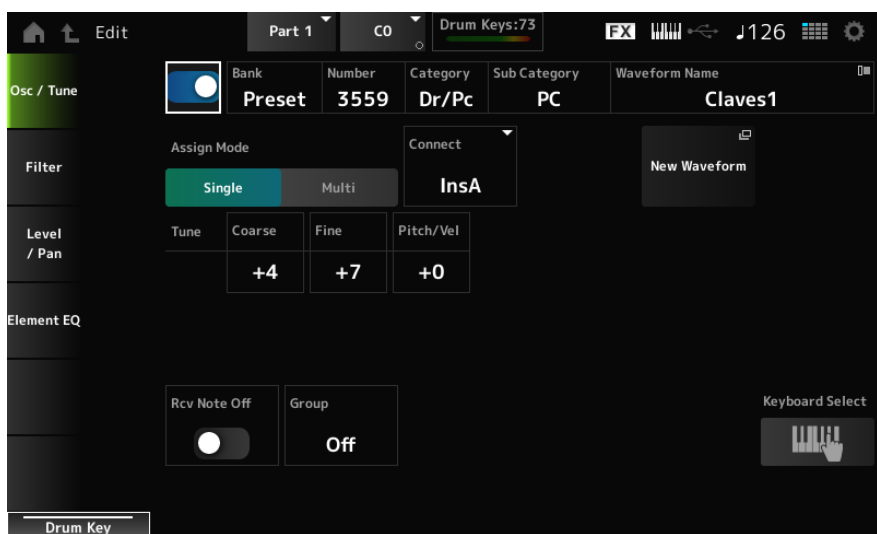 Edit
Part 1
C0
Drum Keys:73
FX
♩126
Osc / Tune
Bank
Preset
Number
3559
Category
Dr/Pc
Sub Category
PC
Waveform Name
Claves1
Filter
Assign Mode
Single
Multi
Connect
InsA
New Waveform
Level
/ Pan
Tune
Coarse
+4
Fine
+7
Pitch/Vel
+0
Element EQ
Rcv Note Off
Group
Off
Keyboard Select
Drum Key